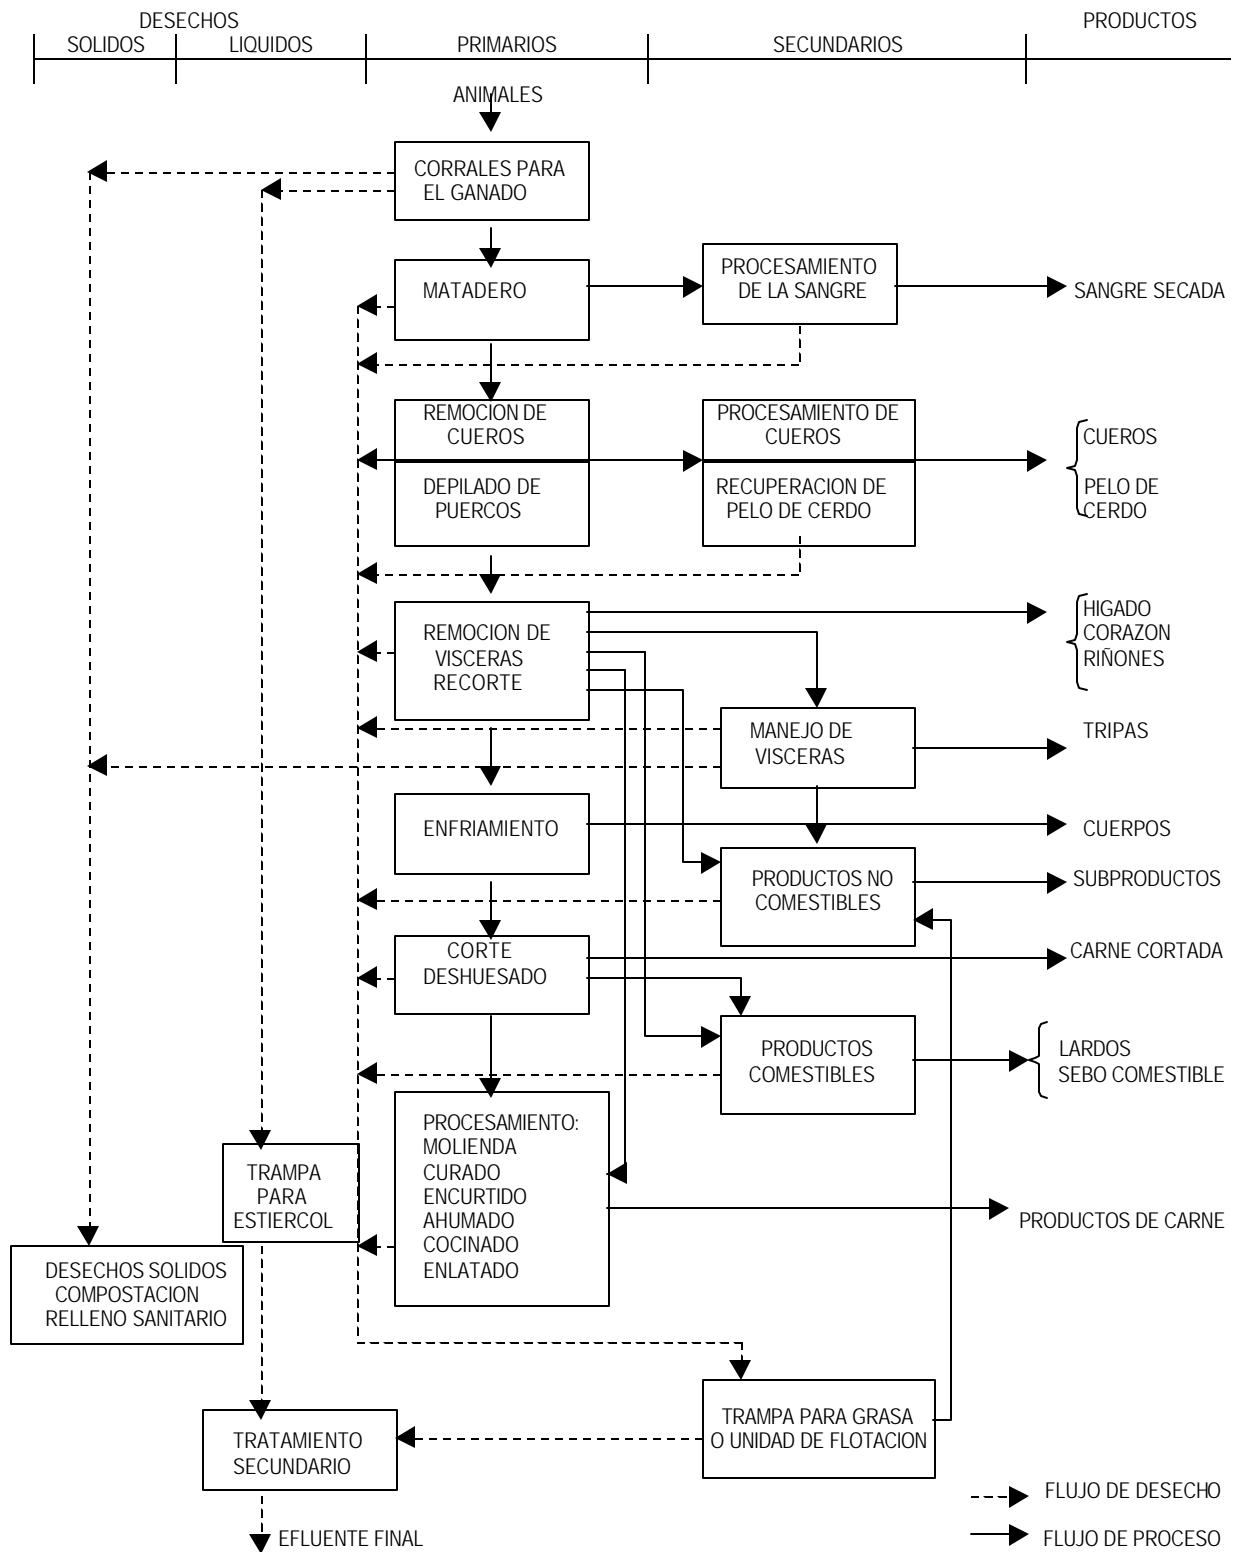 DESECHOS
PRODUCTOS
SOLIDOS
LIQUIDOS
PRIMARIOS
SECUNDARIOS
ANIMALES
CORRALES PARA
EL GANADO
MATADERO
PROCESAMIENTO
DE LA SANGRE
SANGRE SECADA
REMOCION DE
CUEROS
DEPILADO DE
PUERCOS
PROCESAMIENTO DE
CUEROS
RECUPERACION DE
PELO DE CERDO
CUEROS
PELO DE
CERDO
REMOCION DE
VISCERAS
RECORTE
HIGADO
CORAZON
RIÑONES
MANEJO DE
VISCERAS
TRIPAS
ENFRIAMIENTO
CUERPOS
PRODUCTOS NO
COMESTIBLES
SUBPRODUCTOS
CORTE
DESHUESADO
CARNE CORTADA
PRODUCTOS
COMESTIBLES
LARDOS
SEBO COMESTIBLE
PROCESAMIENTO:
MOLIENDA
CURADO
ENCURTIDO
AHUMADO
COCINADO
ENLATADO
PRODUCTOS DE CARNE
TRAMPA
PARA
ESTIERCOL
DESECHOS SOLIDOS
COMPOSTACION
RELLENO SANITARIO
TRAMPA PARA GRASA
O UNIDAD DE FLOTACION
TRATAMIENTO
SECUNDARIO
EFLUENTE FINAL
FLUJO DE DESECHO
FLUJO DE PROCESO